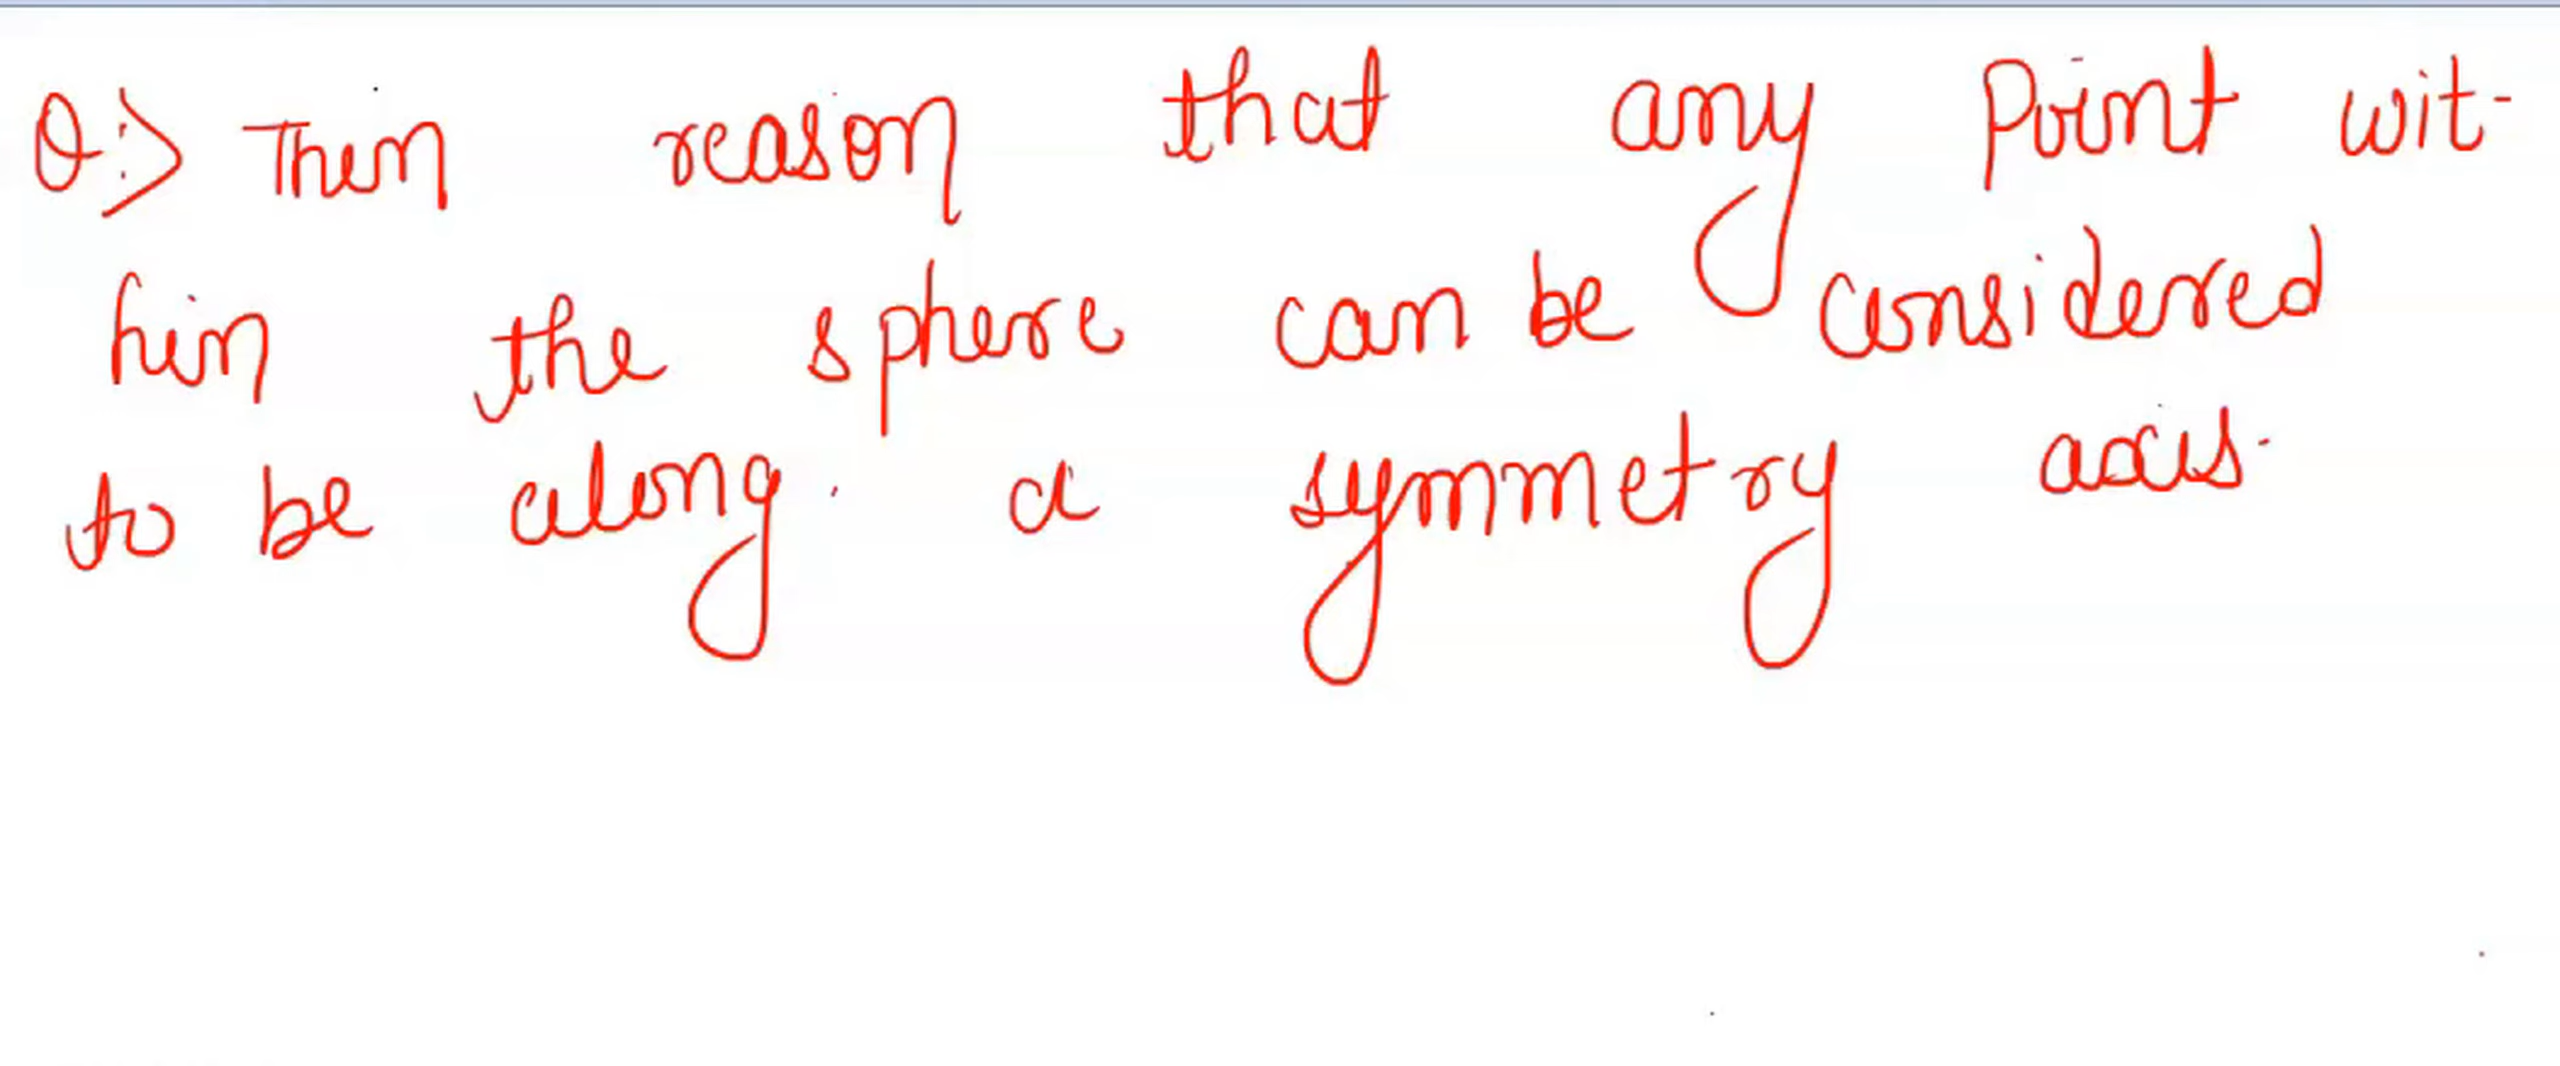 Q:> Then reason that any Point wit-
hin the sphere can be considered
to be along. a symmetry axis.